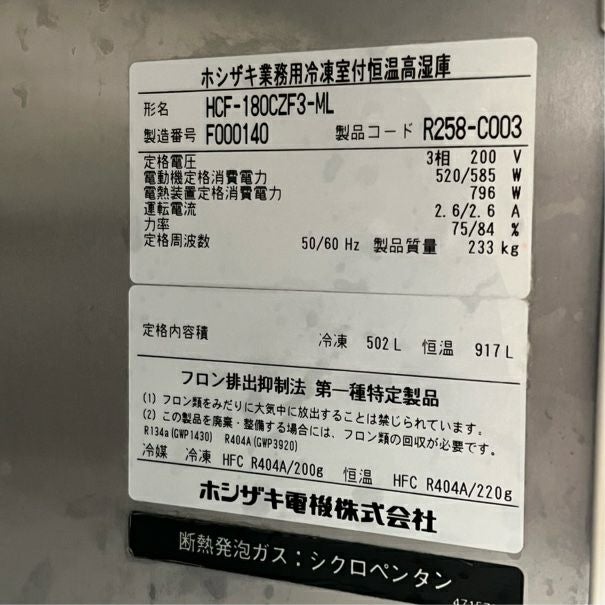 ホシザキ業務用冷凍室付恒温高湿庫
形名 HCF-180CZF3-ML
製造番号 F000140 製品コード R258-C003
定格電圧 3相 200 V
電動機定格消費電力 520/585 W
電熱装置定格消費電力 796 W
運転電流 2.6/2.6 A
力率 75/84 %
定格周波数 50/60 Hz 製品質量 233 kg
定格内容積 冷凍 502 L 恒温 917 L
フロン排出抑制法 第一種特定製品
(1) フロン類をみだりに大気中に放出することは禁じられています。
(2) この製品を廃棄・整備する場合には、フロン類の回収が必要です。
R134a(GWP1430) R404A(GWP3920)
冷媒 冷凍 HFC R404A/200g 恒温 HFC R404A/220g
ホシザキ電機株式会社
断熱発泡ガス：シクロペンタン